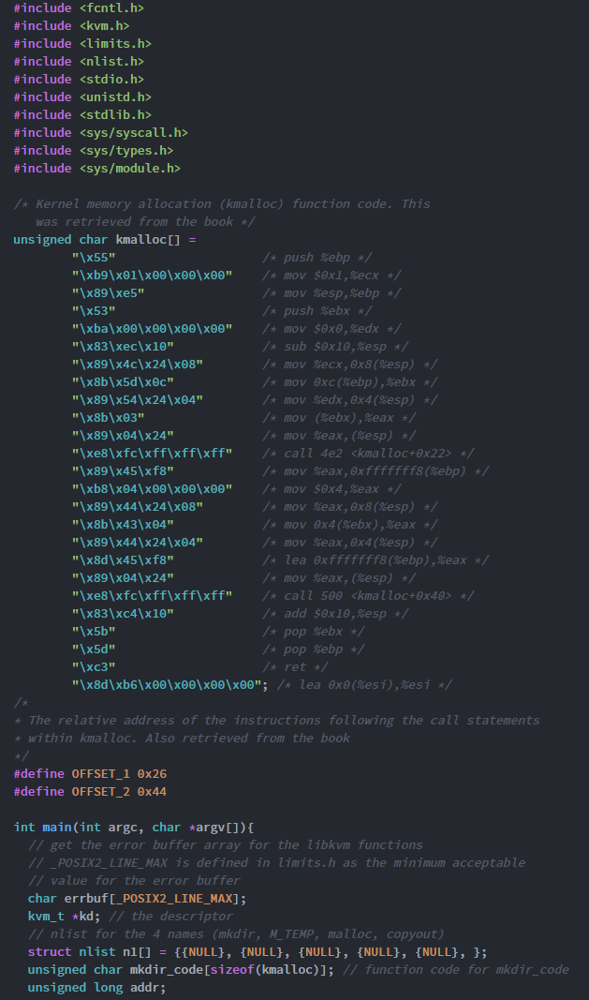 #include <fcntl.h>
#include <kvm.h>
#include <limits.h>
#include <nlist.h>
#include <stdio.h>
#include <unistd.h>
#include <stdlib.h>
#include <sys/syscall.h>
#include <sys/types.h>
#include <sys/module.h>

/* Kernel memory allocation (kmalloc) function code. This
   was retrieved from the book */
unsigned char kmalloc[] =
        "\x55"                    /* push %ebp */
        "\xb9\x01\x00\x00\x00"    /* mov $0x1,%ecx */
        "\x89\xe5"                /* mov %esp,%ebp */
        "\x53"                    /* push %ebx */
        "\xba\x00\x00\x00\x00"    /* mov $0x0,%edx */
        "\x83\xec\x10"            /* sub $0x10,%esp */
        "\x89\x4c\x24\x08"        /* mov %ecx,0x8(%esp) */
        "\x8b\x5d\x0c"            /* mov 0xc(%ebp),%ebx */
        "\x89\x54\x24\x04"        /* mov %edx,0x4(%esp) */
        "\x8b\x03"                /* mov (%ebx),%eax */
        "\x89\x04\x24"            /* mov %eax,(%esp) */
        "\xe8\xfc\xff\xff\xff"    /* call 4e2 <kmalloc+0x22> */
        "\x89\x45\xf8"            /* mov %eax,0xfffffff8(%ebp) */
        "\xb8\x04\x00\x00\x00"    /* mov $0x4,%eax */
        "\x89\x44\x24\x08"        /* mov %eax,0x8(%esp) */
        "\x8b\x43\x04"            /* mov 0x4(%ebx),%eax */
        "\x89\x44\x24\x04"        /* mov %eax,0x4(%esp) */
        "\x8d\x45\xf8"            /* lea 0xfffffff8(%ebp),%eax */
        "\x89\x04\x24"            /* mov %eax,(%esp) */
        "\xe8\xfc\xff\xff\xff"    /* call 500 <kmalloc+0x40> */
        "\x83\xc4\x10"            /* add $0x10,%esp */
        "\x5b"                    /* pop %ebx */
        "\x5d"                    /* pop %ebp */
        "\xc3"                    /* ret */
        "\x8d\xb6\x00\x00\x00\x00"; /* lea 0x0(%esi),%esi */
/*
* The relative address of the instructions following the call statements
* within kmalloc. Also retrieved from the book
*/
#define OFFSET_1 0x26
#define OFFSET_2 0x44

int main(int argc, char *argv[]){
  // get the error buffer array for the libkvm functions
  // _POSIX2_LINE_MAX is defined in limits.h as the minimum acceptable
  // value for the error buffer
  char errbuf[_POSIX2_LINE_MAX];
  kvm_t *kd; // the descriptor
  // nlist for the 4 names (mkdir, M_TEMP, malloc, copyout)
  struct nlist n1[] = {{NULL}, {NULL}, {NULL}, {NULL}, {NULL}, };
  unsigned char mkdir_code[sizeof(kmalloc)]; // function code for mkdir_code
  unsigned long addr;